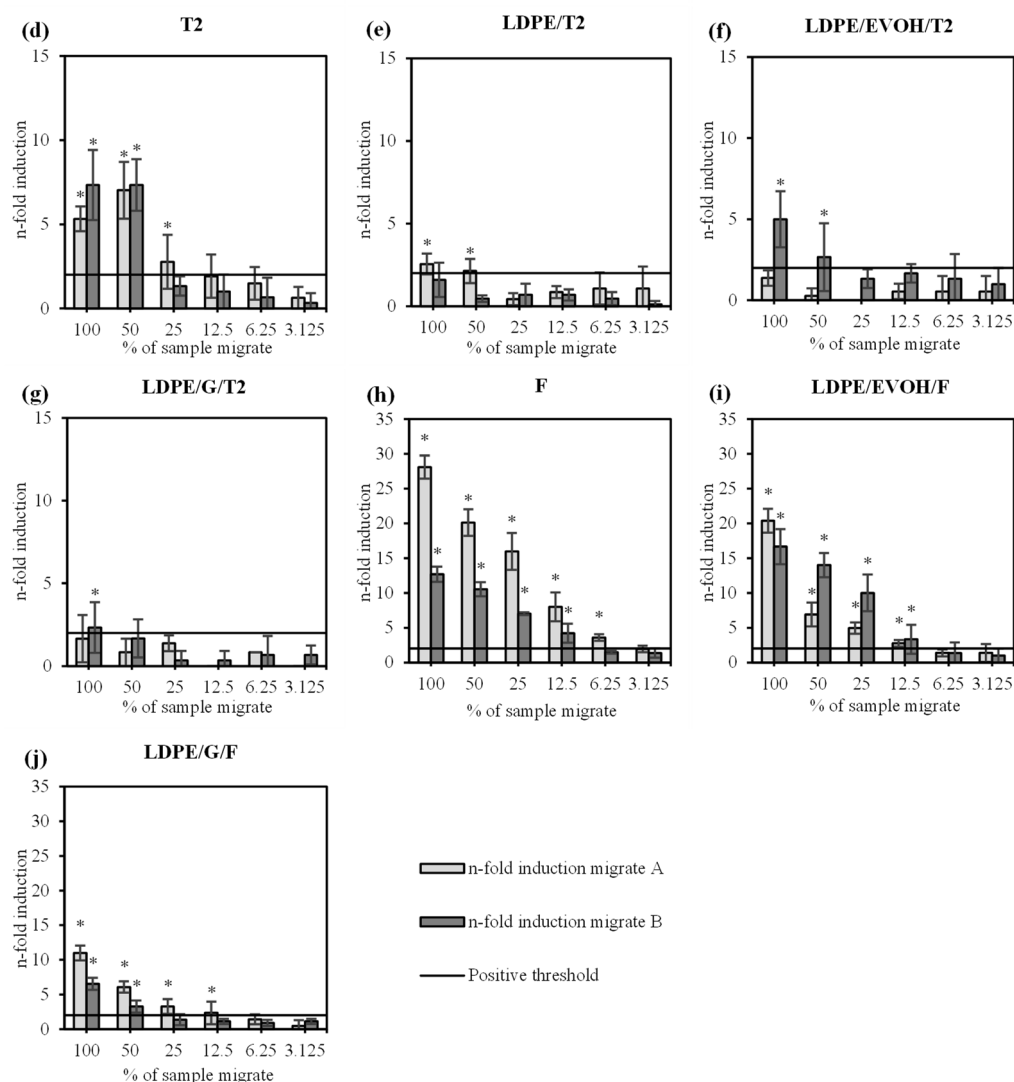 (d)
T2
n-fold induction
15
10
5
0
* * * * *
100 50 25 12.5 6.25 3.125
% of sample migrate
(e)
LDPE/T2
n-fold induction
15
10
5
0
* *
100 50 25 12.5 6.25 3.125
% of sample migrate
(f)
LDPE/EVOH/T2
n-fold induction
15
10
5
0
* *
100 50 25 12.5 6.25 3.125
% of sample migrate
(g)
LDPE/G/T2
n-fold induction
15
10
5
0
*
100 50 25 12.5 6.25 3.125
% of sample migrate
(h)
F
n-fold induction
35
30
25
20
15
10
5
0
* * * * * * * * *
100 50 25 12.5 6.25 3.125
% of sample migrate
(i)
LDPE/EVOH/F
n-fold induction
35
30
25
20
15
10
5
0
* * * * * * * *
100 50 25 12.5 6.25 3.125
% of sample migrate
(j)
LDPE/G/F
n-fold induction
35
30
25
20
15
10
5
0
* * * * * *
100 50 25 12.5 6.25 3.125
% of sample migrate
n-fold induction migrate A
n-fold induction migrate B
Positive threshold